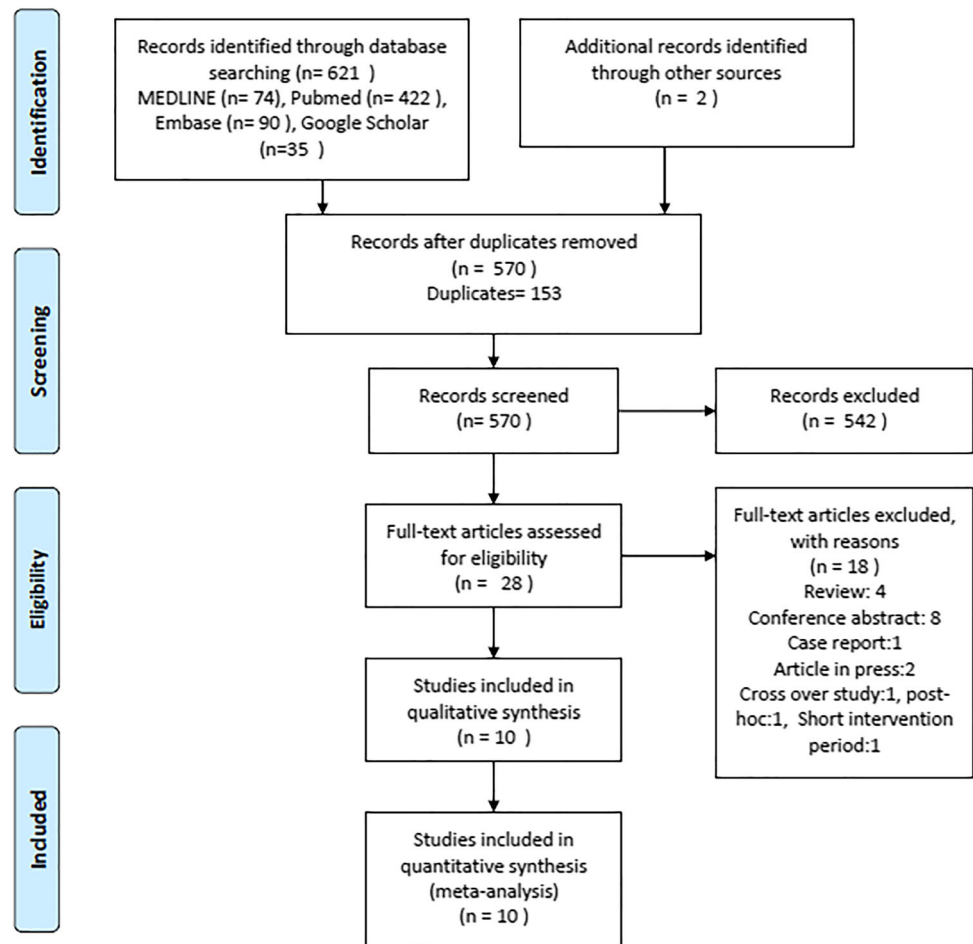 Identification
Records identified through database
searching (n= 621 )
MEDLINE (n= 74), Pubmed (n= 422 ),
Embase (n= 90 ), Google Scholar
(n=35 )
Additional records identified
through other sources
(n = 2 )
Screening
Records after duplicates removed
(n = 570)
Duplicates= 153
Records screened
(n= 570 )
Records excluded
(n = 542 )
Eligibility
Full-text articles assessed
for eligibility
(n = 28 )
Full-text articles excluded,
with reasons
(n = 18 )
Review: 4
Conference abstract: 8
Case report:1
Article in press:2
Cross over study:1, post-
hoc:1, Short intervention
period:1
Studies included in
qualitative synthesis
(n = 10 )
Included
Studies included in
quantitative synthesis
(meta-analysis)
(n = 10 )